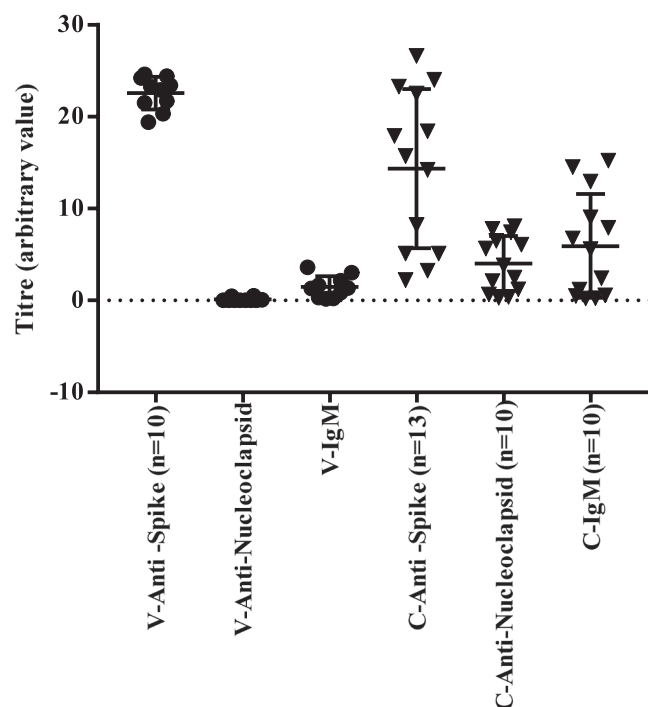 Titre (arbitrary value)
30
20
10
0
-10
V-Anti -Spike (n=10)
V-Anti-Nucleoclapsid
V-IgM
C-Anti -Spike (n=13)
C-Anti-Nucleoclapsid (n=10)
C-IgM (n=10)